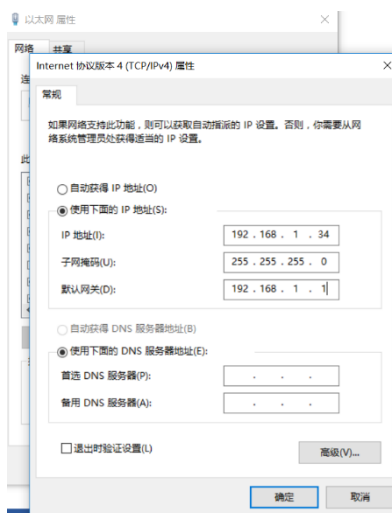 以太网 属性
网络 共享
Internet 协议版本 4 (TCP/IPv4) 属性
常规
如果网络支持此功能，则可以获取自动指派的 IP 设置。否则，你需要从网
络系统管理员处获得适当的 IP 设置。
自动获得 IP 地址(O)
使用下面的 IP 地址(S):
IP 地址(I): 192 . 168 . 1 . 34
子网掩码(U): 255 . 255 . 255 . 0
默认网关(D): 192 . 168 . 1 . 1
自动获得 DNS 服务器地址(B)
使用下面的 DNS 服务器地址(E):
首选 DNS 服务器(P): . . .
备用 DNS 服务器(A): . . .
退出时验证设置(L)
高级(V)...
确定 取消